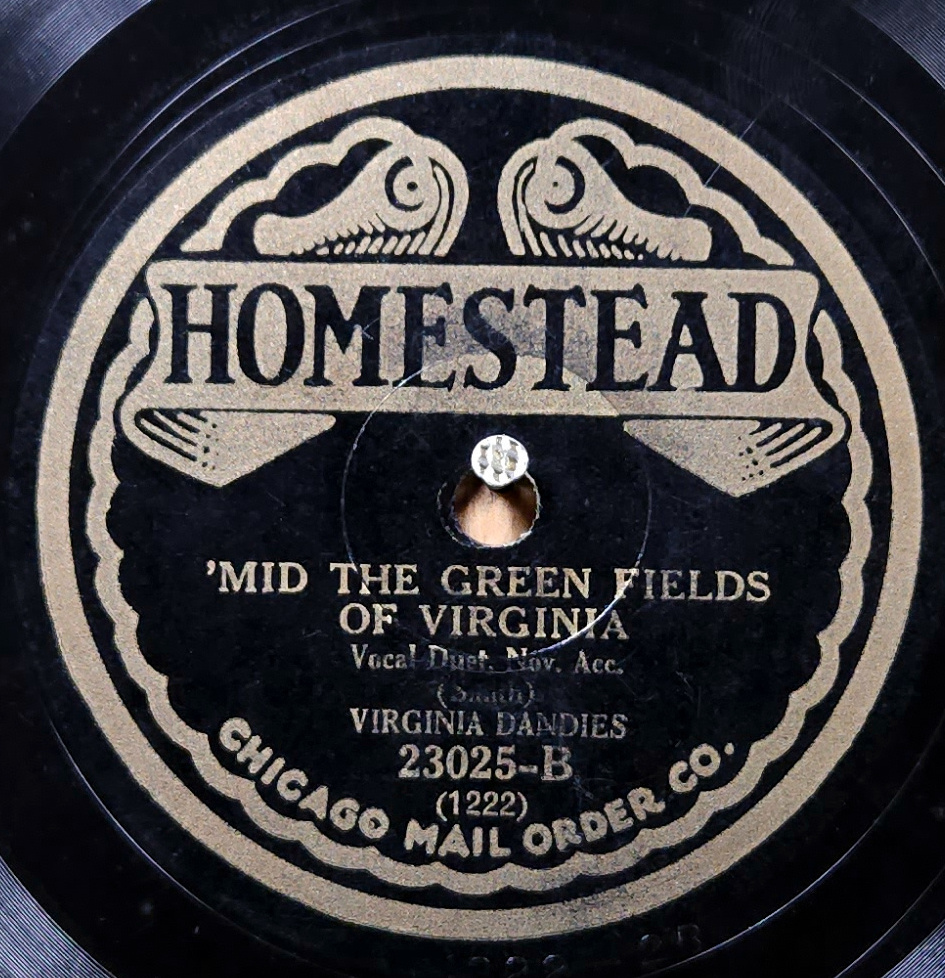 HOMESTEAD
'MID THE GREEN FIELDS
OF VIRGINIA
Vocal Duet. Nov. Acc.
(Smith)
VIRGINIA DANDIES
23025-B
(1222)
CHICAGO MAIL ORDER CO.